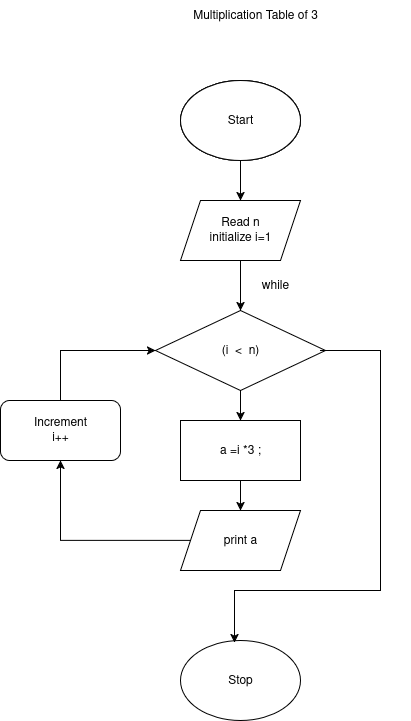 Multiplication Table of 3
Start
Read n
initialize i=1
while
(i < n)
Increment
i++
a =i *3 ;
print a
Stop